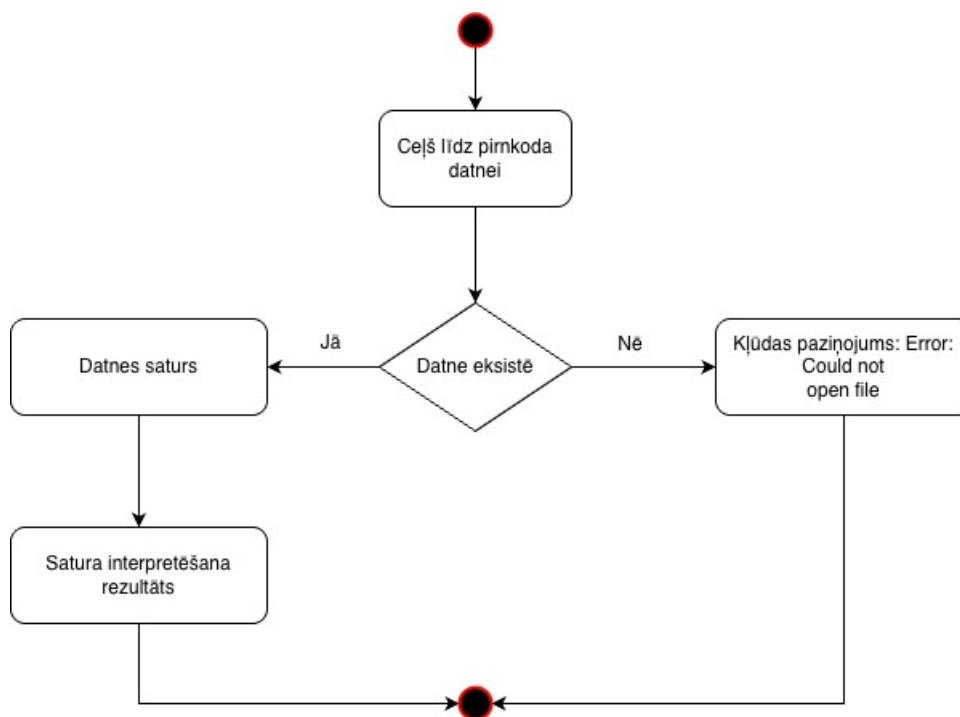 Ceļš līdz pirnkoda
datnei
Jā
Datne eksistē
Nē
Datnes saturs
Kļūdas paziņojums: Error:
Could not
open file
Satura interpretēšana
rezultāts